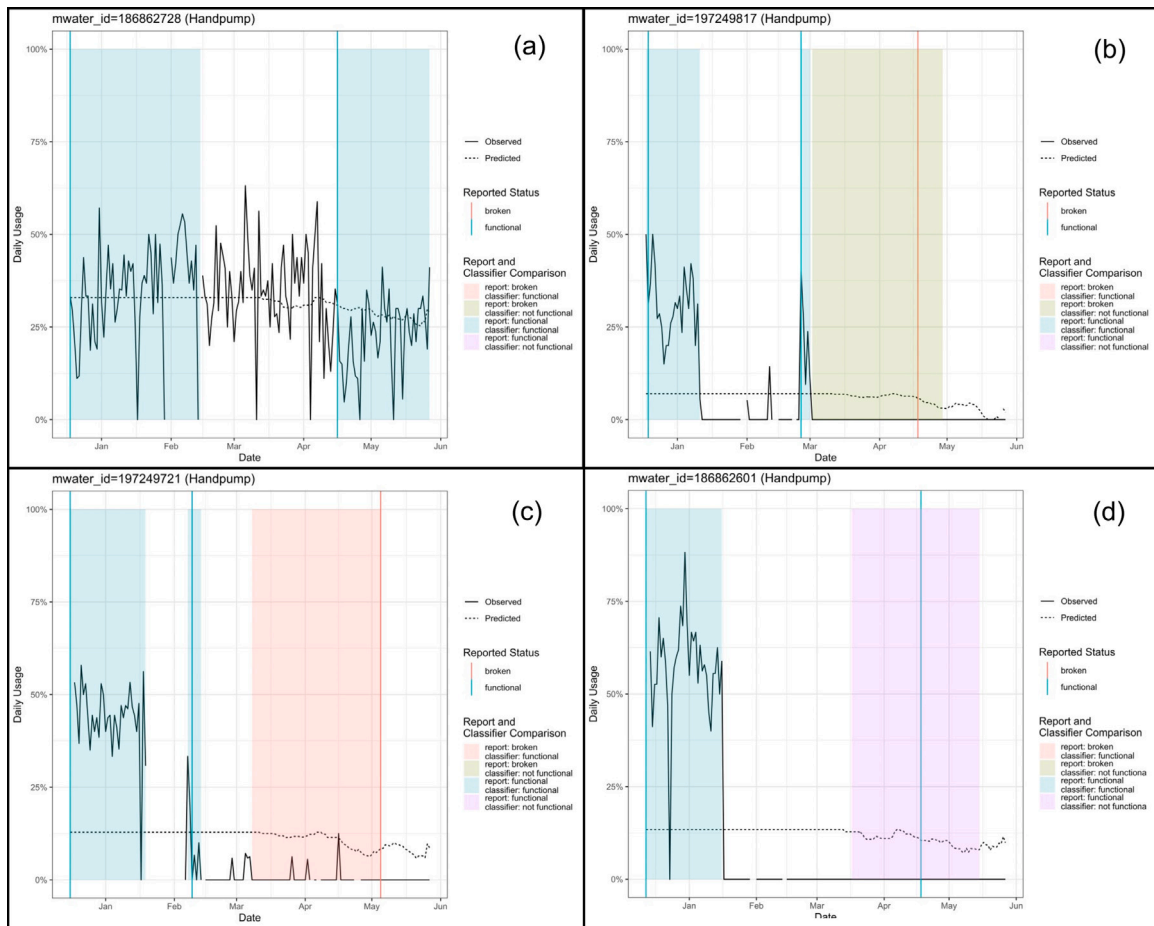 mwater_id=186862728 (Handpump)
(a)
100%
75%
50%
25%
0%
Daily Usage
Jan
Feb
Mar
Apr
May
Jun
Date
Observed
Predicted
Reported Status
broken
functional
Report and
Classifier Comparison
report: broken
classifier: functional
report: broken
classifier: not functional
report: functional
classifier: functional
report: functional
classifier: not functional
mwater_id=197249817 (Handpump)
(b)
100%
75%
50%
25%
0%
Daily Usage
Jan
Feb
Mar
Apr
May
Jun
Date
Observed
Predicted
Reported Status
broken
functional
Report and
Classifier Comparison
report: broken
classifier: functional
report: broken
classifier: not functional
report: functional
classifier: functional
report: functional
classifier: not functional
mwater_id=197249721 (Handpump)
(c)
100%
75%
50%
25%
0%
Daily Usage
Jan
Feb
Mar
Apr
May
Jun
Date
Observed
Predicted
Reported Status
broken
functional
Report and
Classifier Comparison
report: broken
classifier: functional
report: broken
classifier: not functional
report: functional
classifier: functional
report: functional
classifier: not functional
mwater_id=186862601 (Handpump)
(d)
100%
75%
50%
25%
0%
Daily Usage
Jan
Feb
Mar
Apr
May
Jun
Date
Observed
Predicted
Reported Status
broken
functional
Report and
Classifier Comparison
report: broken
classifier: functional
report: broken
classifier: not functiona
report: functional
classifier: functional
report: functional
classifier: not functiona